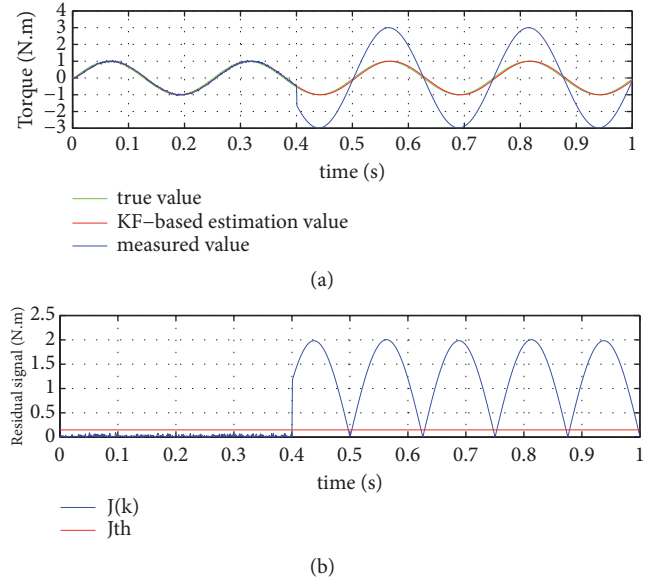 Torque (N.m)
4
3
2
1
0
−1
−2
−3
0 0.1 0.2 0.3 0.4 0.5 0.6 0.7 0.8 0.9 1
time (s)
true value
KF−based estimation value
measured value
(a)
Residual signal (N.m)
2.5
2
1.5
1
0.5
0
0 0.1 0.2 0.3 0.4 0.5 0.6 0.7 0.8 0.9 1
time (s)
J(k)
Jth
(b)